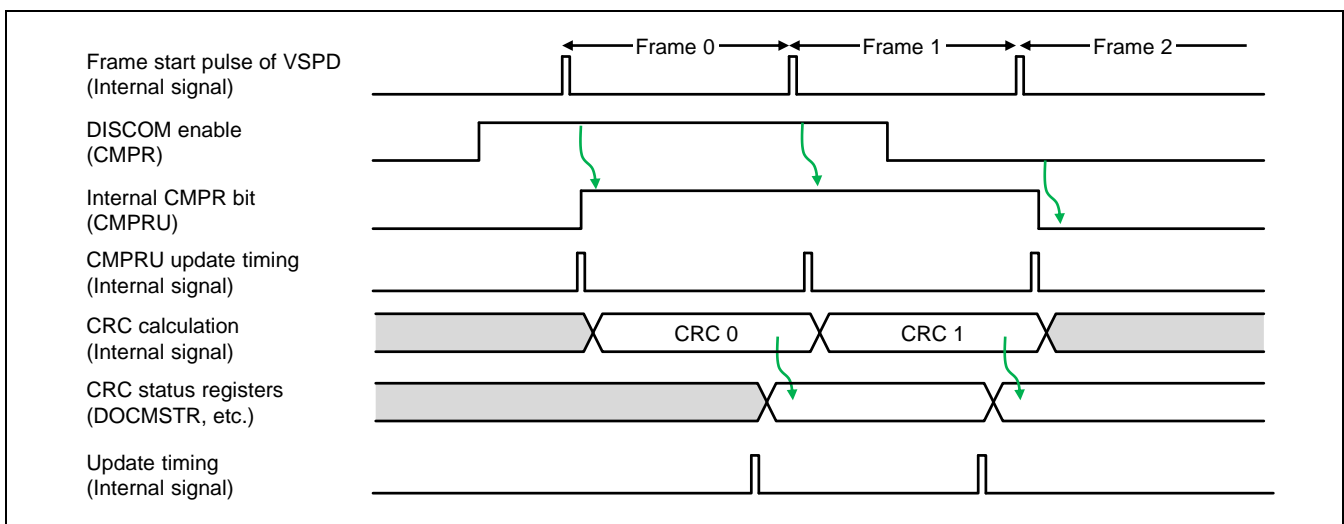 Frame 0 Frame 1 Frame 2
Frame start pulse of VSPD
(Internal signal)
DISCOM enable
(CMPR)
Internal CMPR bit
(CMPRU)
CMPRU update timing
(Internal signal)
CRC calculation
(Internal signal)
CRC 0 CRC 1
CRC status registers
(DOCMSTR, etc.)
Update timing
(Internal signal)